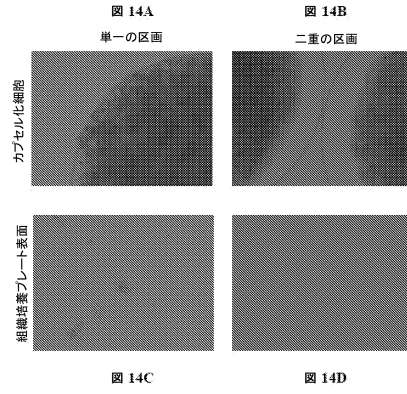 図 14A
図 14B
単一の区画
二重の区画
カプセル化細胞
組織培養プレート表面
図 14C
図 14D